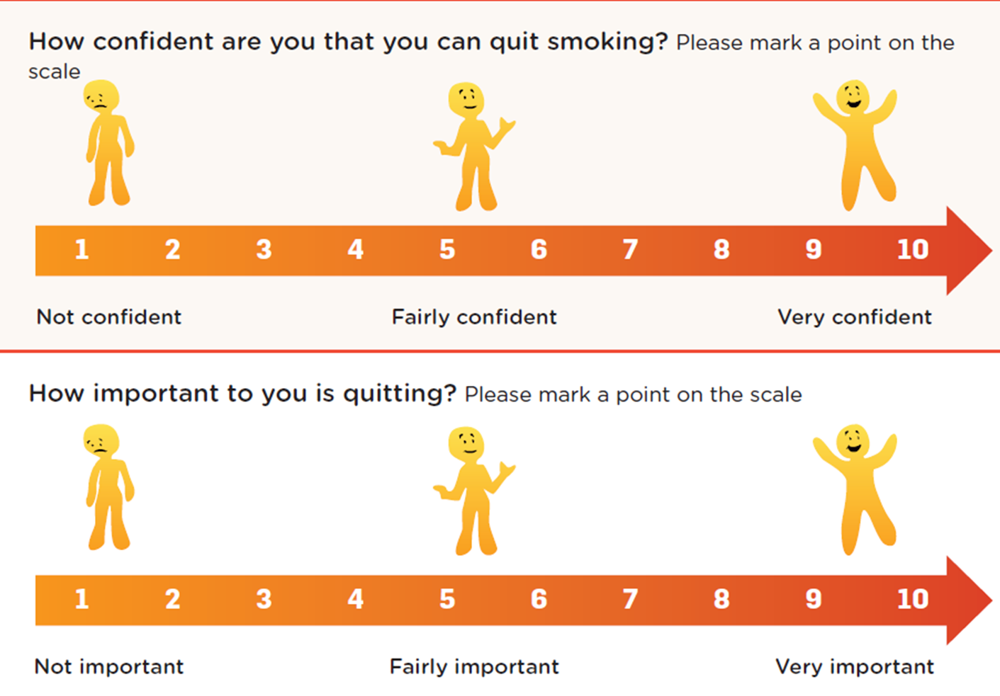 How confident are you that you can quit smoking? Please mark a point on the
scale
1 2 3 4 5 6 7 8 9 10
Not confident Fairly confident Very confident
How important to you is quitting? Please mark a point on the scale
1 2 3 4 5 6 7 8 9 10
Not important Fairly important Very important